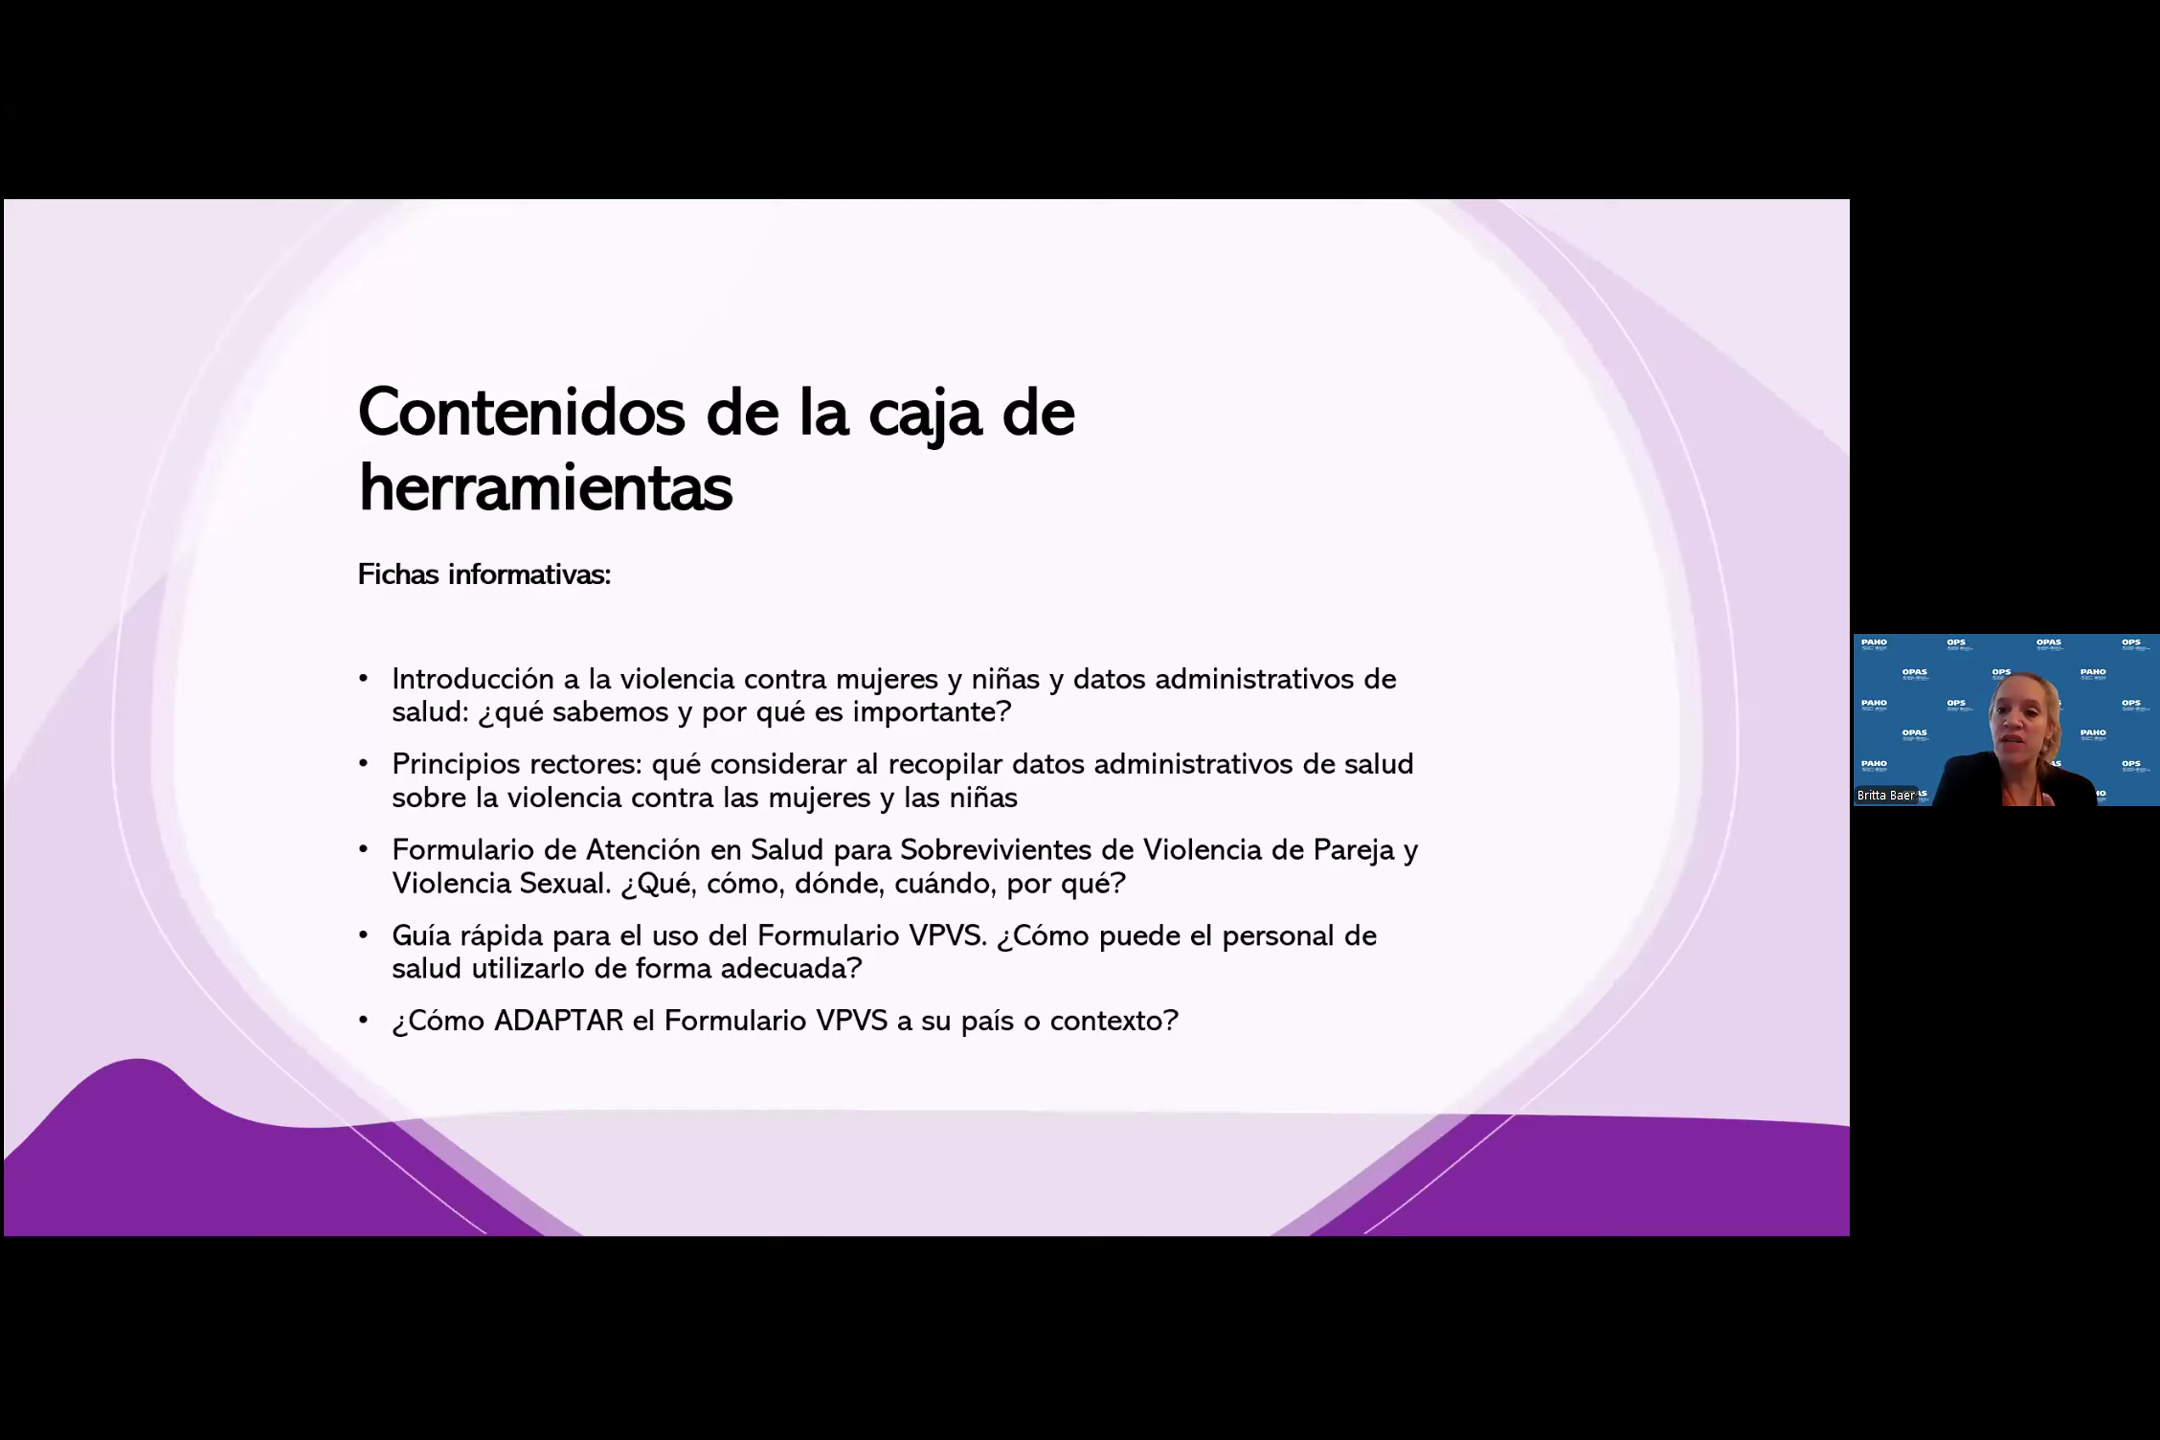 Contenidos de la caja de
herramientas
Fichas informativas:
• Introducción a la violencia contra mujeres y niñas y datos administrativos de
salud: ¿qué sabemos y por qué es importante?
• Principios rectores: qué considerar al recopilar datos administrativos de salud
sobre la violencia contra las mujeres y las niñas
• Formulario de Atención en Salud para Sobrevivientes de Violencia de Pareja y
Violencia Sexual. ¿Qué, cómo, dónde, cuándo, por qué?
• Guía rápida para el uso del Formulario VPVS. ¿Cómo puede el personal de
salud utilizarlo de forma adecuada?
• ¿Cómo ADAPTAR el Formulario VPVS a su país o contexto?
PAHO OPS OPAS OPS
OPAS OPS PAHO
PAHO OPS OPS
OPAS PAHO
PAHO OPS
Britta Baer